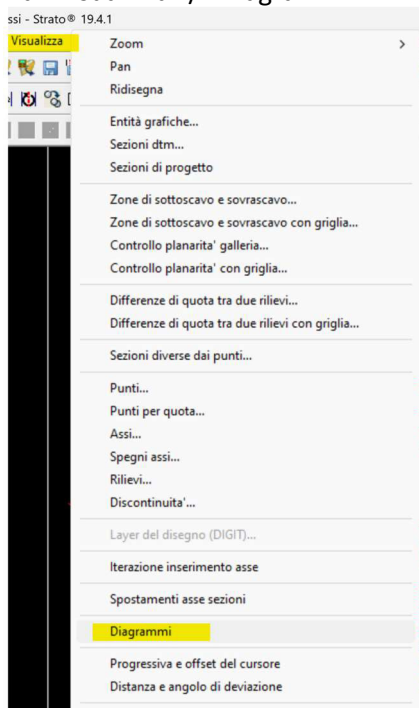 ssi - Strato® 19.4.1
Visualizza
Zoom
Pan
Ridisegna
Entità grafiche...
Sezioni dtm...
Sezioni di progetto
Zone di sottoscavo e sovrascavo...
Zone di sottoscavo e sovrascavo con griglia...
Controllo planarita' galleria...
Controllo planarita' con griglia...
Differenze di quota tra due rilievi...
Differenze di quota tra due rilievi con griglia...
Sezioni diverse dai punti...
Punti...
Punti per quota...
Assi...
Spegni assi...
Rilievi...
Discontinuita'...
Layer del disegno (DIGIT)...
Iterazione inserimento asse
Spostamenti asse sezioni
Diagrammi
Progressiva e offset del cursore
Distanza e angolo di deviazione